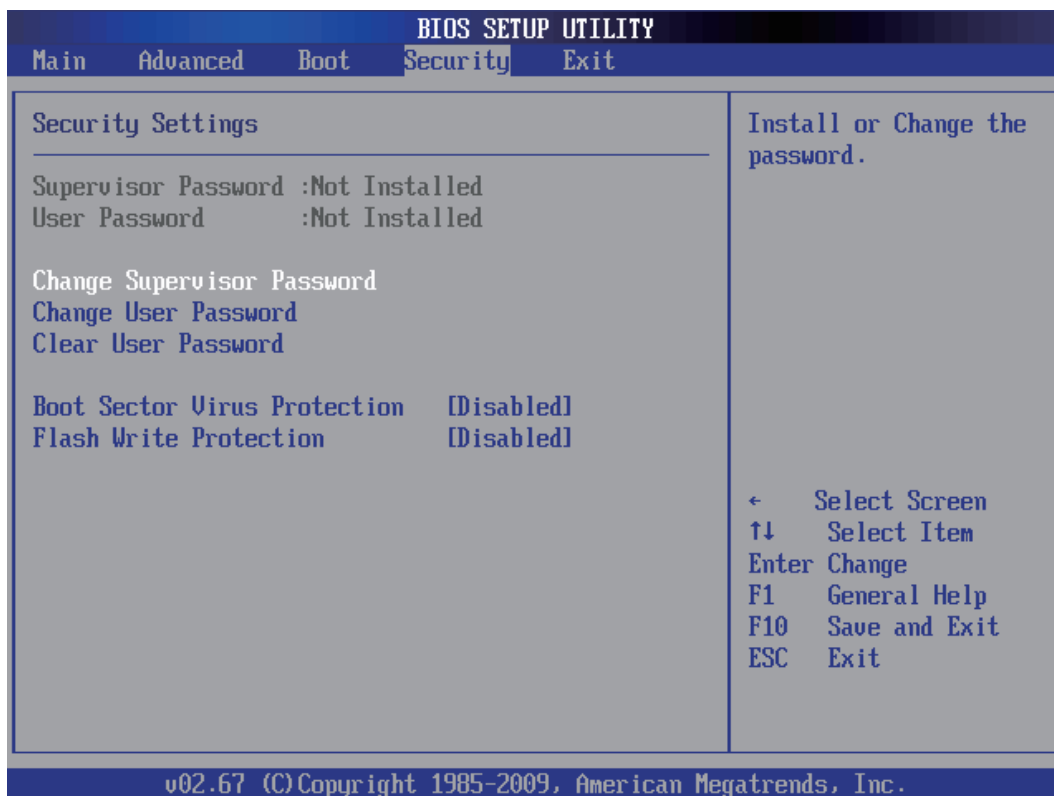 BIOS SETUP UTILITY
Main Advanced Boot Security Exit
Security Settings
Supervisor Password :Not Installed
User Password :Not Installed
Change Supervisor Password
Change User Password
Clear User Password
Boot Sector Virus Protection [Disabled]
Flash Write Protection [Disabled]
Install or Change the
password.
← Select Screen
↑↓ Select Item
Enter Change
F1 General Help
F10 Save and Exit
ESC Exit
v02.67 (C)Copyright 1985-2009, American Megatrends, Inc.